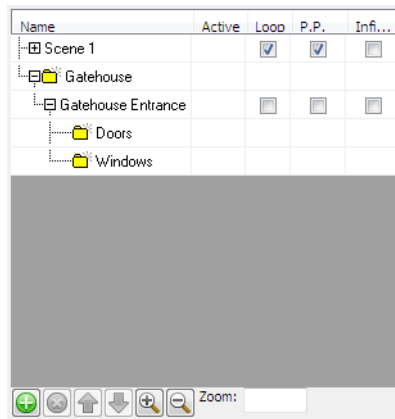 Name Active Loop P.P. Infi...
Scene 1
Gatehouse
Gatehouse Entrance
Doors
Windows
Zoom: